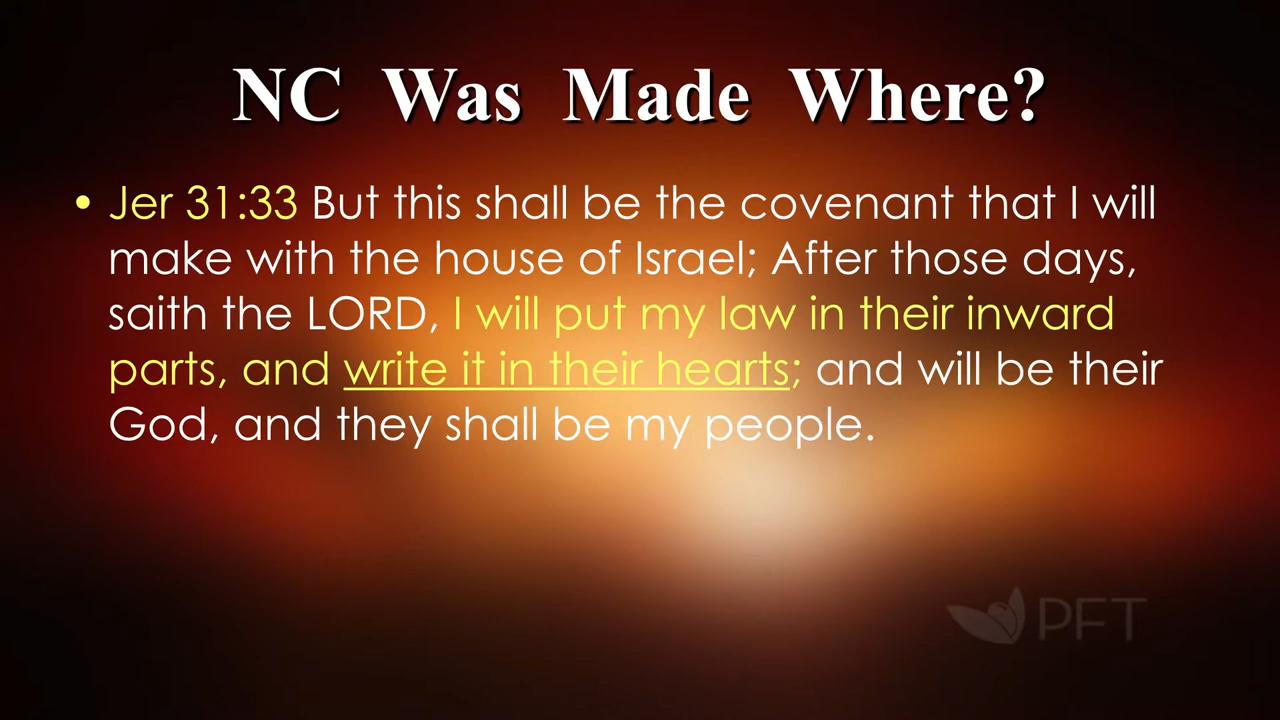 NC Was Made Where?
• Jer 31:33 But this shall be the covenant that I will
make with the house of Israel; After those days,
saith the LORD, I will put my law in their inward
parts, and write it in their hearts; and will be their
God, and they shall be my people.
PFT